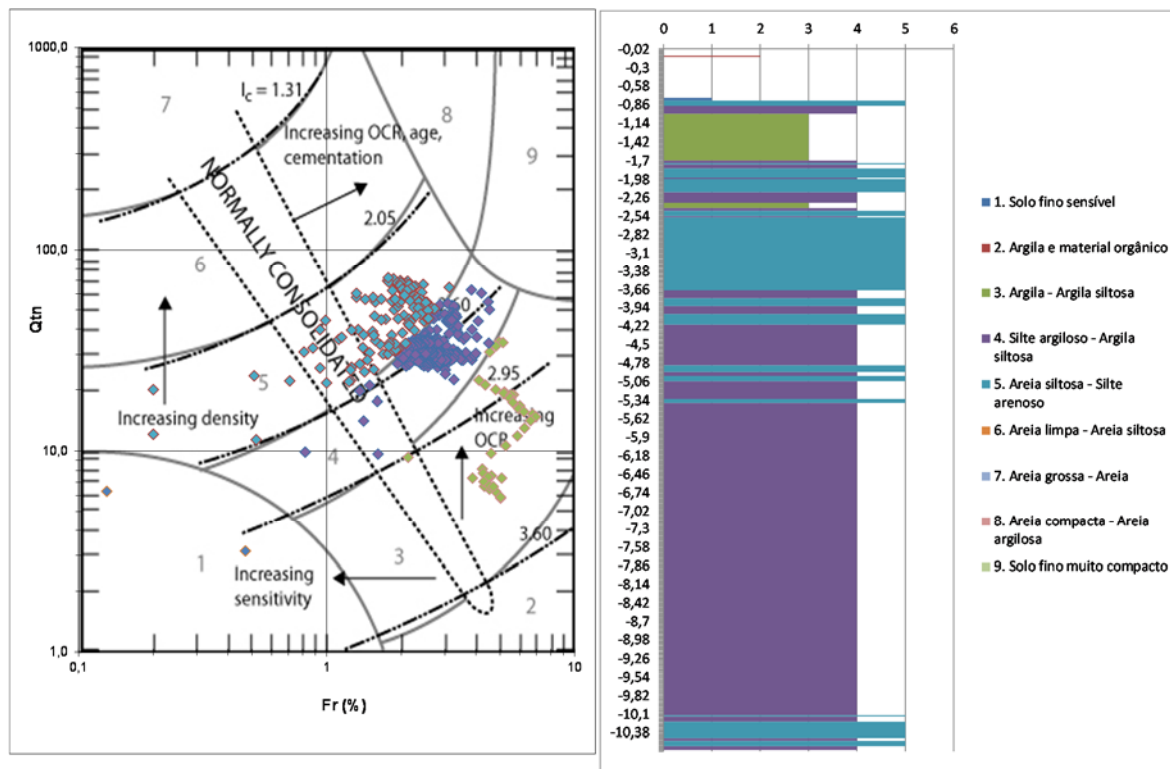 1000,0
100,0
10,0
1,0
Qtn
0,1
1
10
Fr (%)
7
8
9
6
5
4
3
1
2
Ic = 1.31
Increasing OCR, age,
cementation
NORMALLY CONSOLIDATED
2.05
2.95
3.60
Increasing density
Increasing
OCR
Increasing
sensitivity
0 1 2 3 4 5 6
-0,02
-0,3
-0,58
-0,86
-1,14
-1,42
-1,7
-1,98
-2,26
-2,54
-2,82
-3,1
-3,38
-3,66
-3,94
-4,22
-4,5
-4,78
-5,06
-5,34
-5,62
-5,9
-6,18
-6,46
-6,74
-7,02
-7,3
-7,58
-7,86
-8,14
-8,42
-8,7
-8,98
-9,26
-9,54
-9,82
-10,1
-10,38
1. Solo fino sensível
2. Argila e material orgânico
3. Argila - Argila siltosa
4. Silte argiloso - Argila
siltosa
5. Areia siltosa - Silte
arenoso
6. Areia limpa - Areia siltosa
7. Areia grossa - Areia
8. Areia compacta - Areia
argilosa
9. Solo fino muito compacto